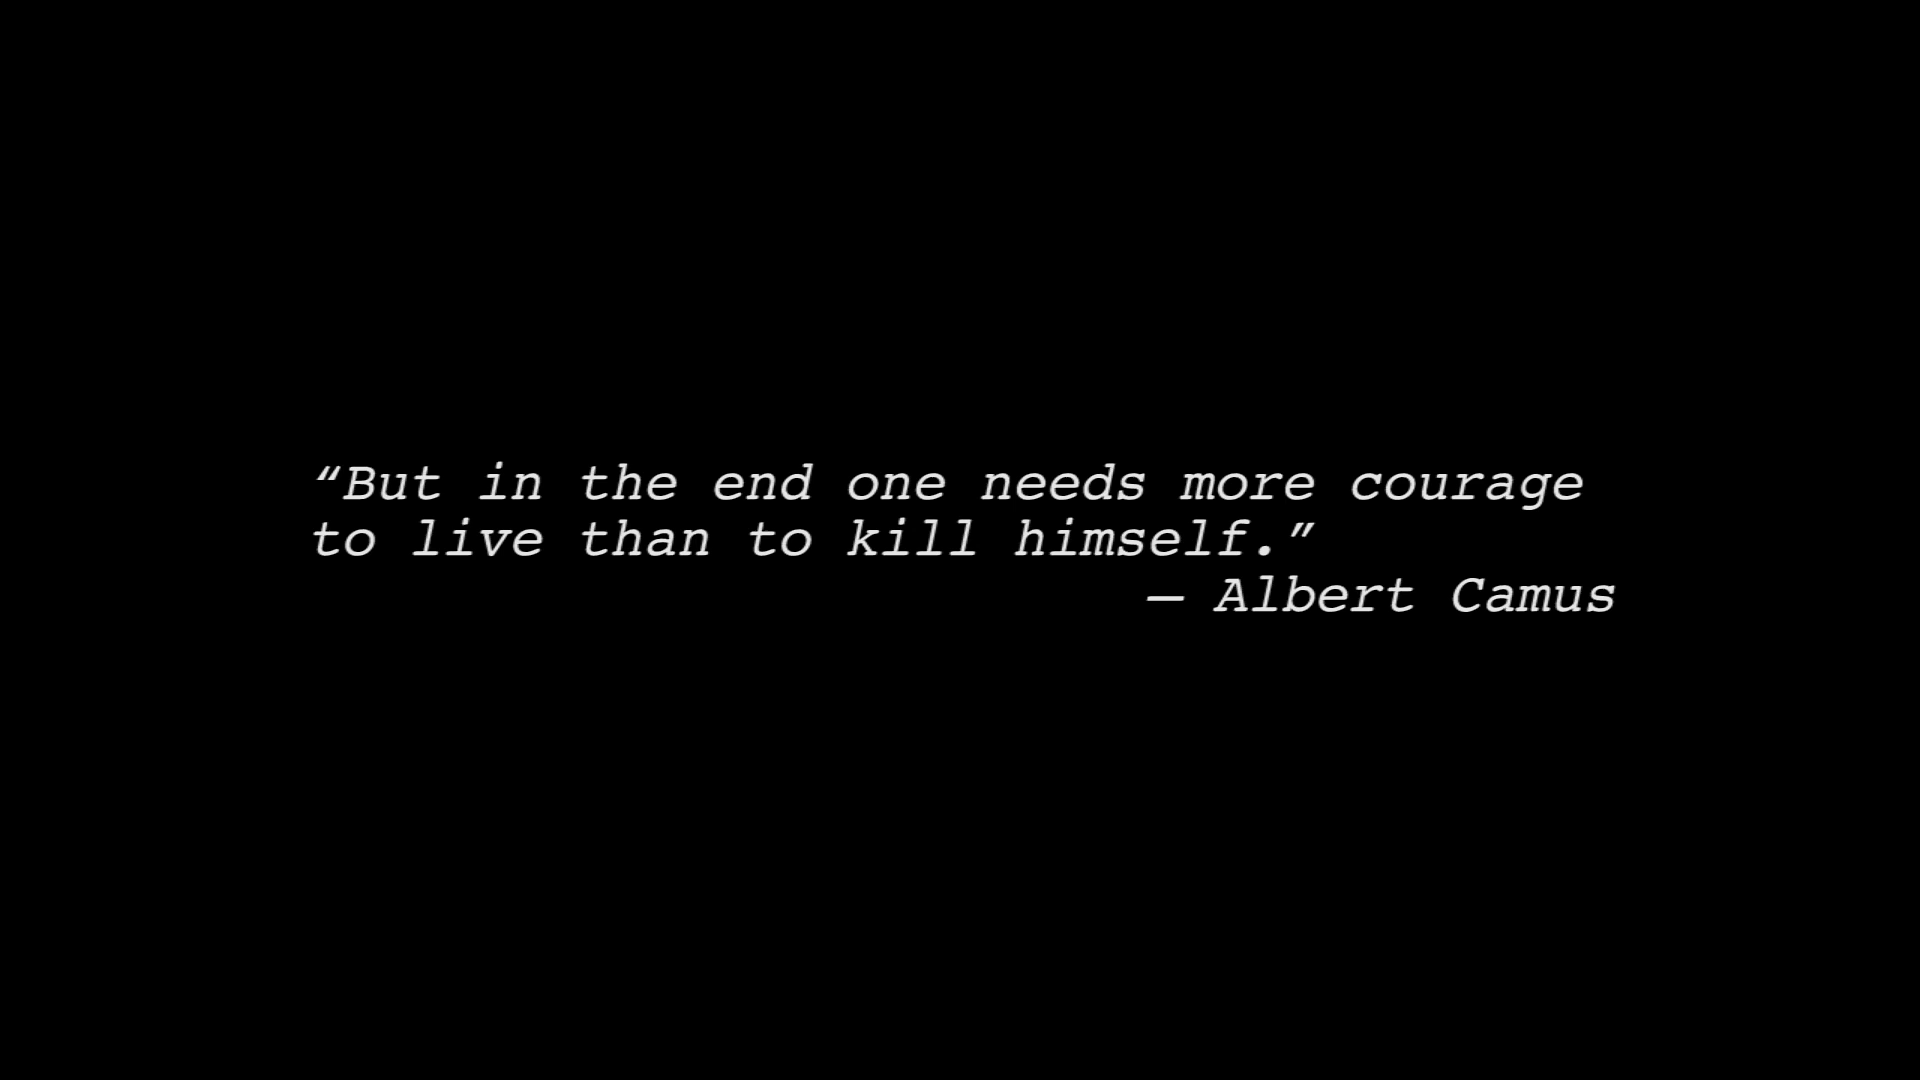 “But in the end one needs more courage
to live than to kill himself.”
— Albert Camus